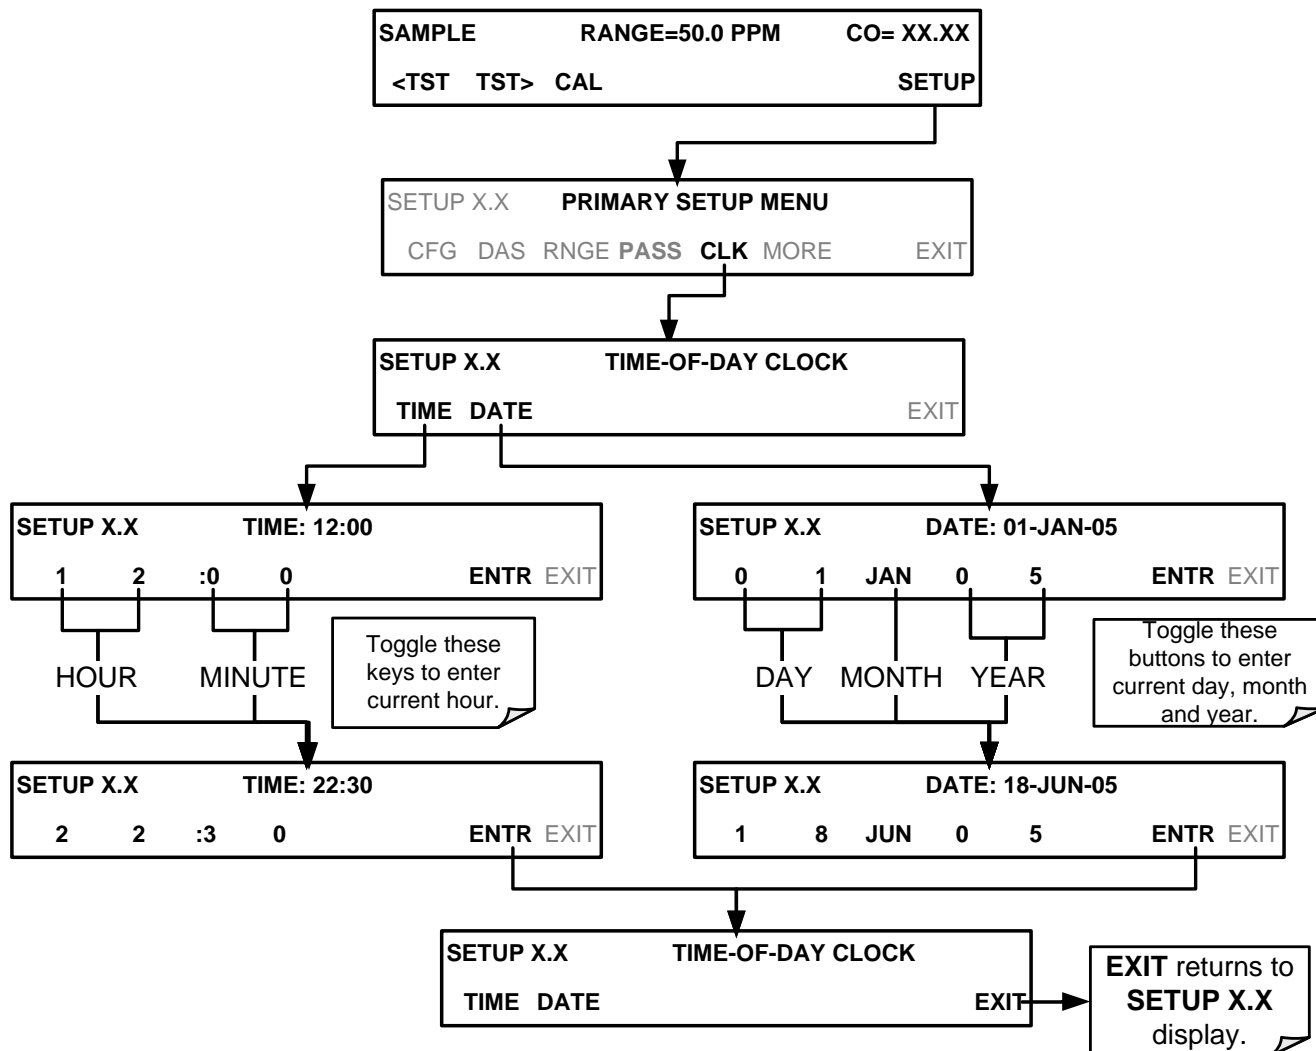 SAMPLE RANGE=50.0 PPM CO= XX.XX
<TST TST> CAL SETUP
SETUP X.X PRIMARY SETUP MENU
CFG DAS RNGE PASS CLK MORE EXIT
SETUP X.X TIME-OF-DAY CLOCK
TIME DATE EXIT
SETUP X.X TIME: 12:00
1 2 :0 0 ENTR EXIT
HOUR MINUTE
Toggle these
keys to enter
current hour.
SETUP X.X TIME: 22:30
2 2 :3 0 ENTR EXIT
SETUP X.X DATE: 01-JAN-05
0 1 JAN 0 5 ENTR EXIT
DAY MONTH YEAR
Toggle these
buttons to enter
current day, month
and year.
SETUP X.X DATE: 18-JUN-05
1 8 JUN 0 5 ENTR EXIT
SETUP X.X TIME-OF-DAY CLOCK
TIME DATE EXIT
EXIT returns to
SETUP X.X
display.